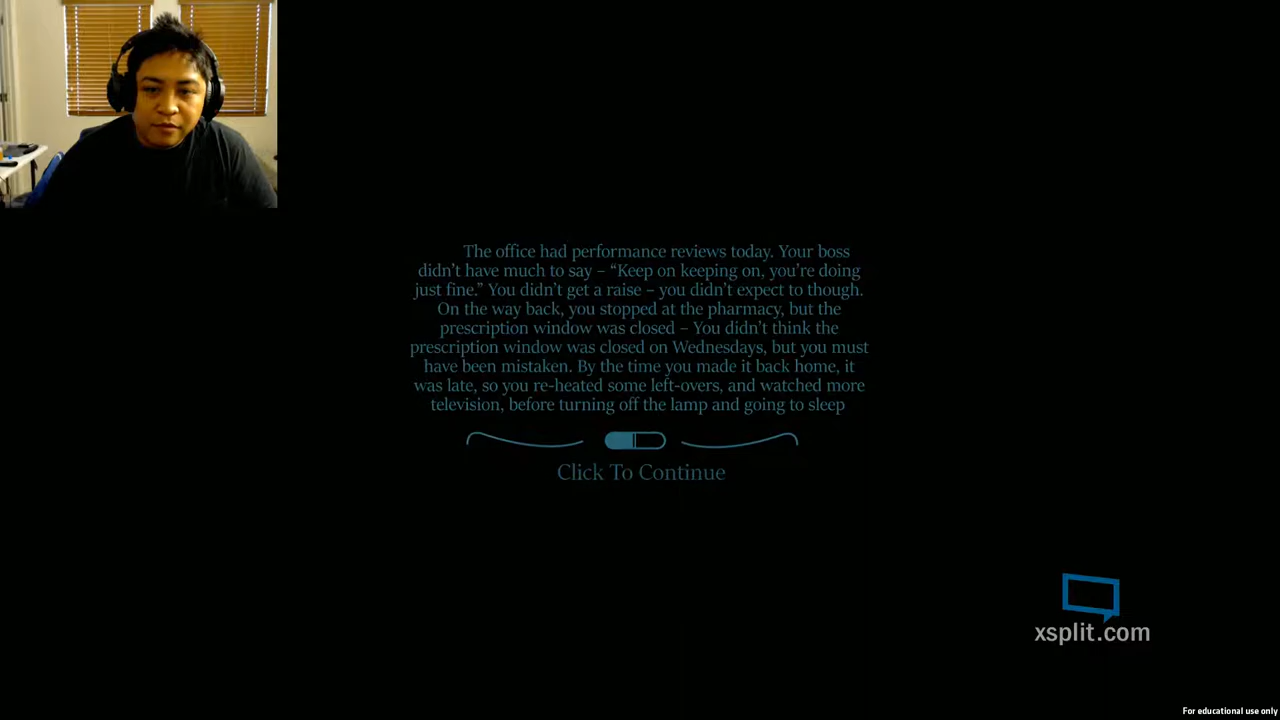 The office had performance reviews today. Your boss
didn't have much to say – “Keep on keeping on, you're doing
just fine.” You didn't get a raise – you didn't expect to though.
On the way back, you stopped at the pharmacy, but the
prescription window was closed – You didn't think the
prescription window was closed on Wednesdays, but you must
have been mistaken. By the time you made it back home, it
was late, so you re-heated some left-overs, and watched more
television, before turning off the lamp and going to sleep
Click To Continue
xsplit.com
For educational use only